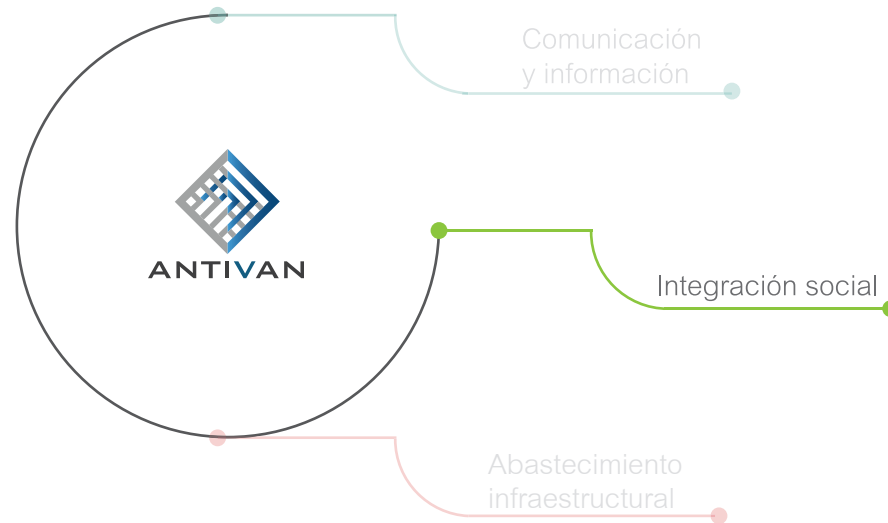 Comunicación
y información
ANTIVAN
Integración social
Abastecimiento
infraestructural